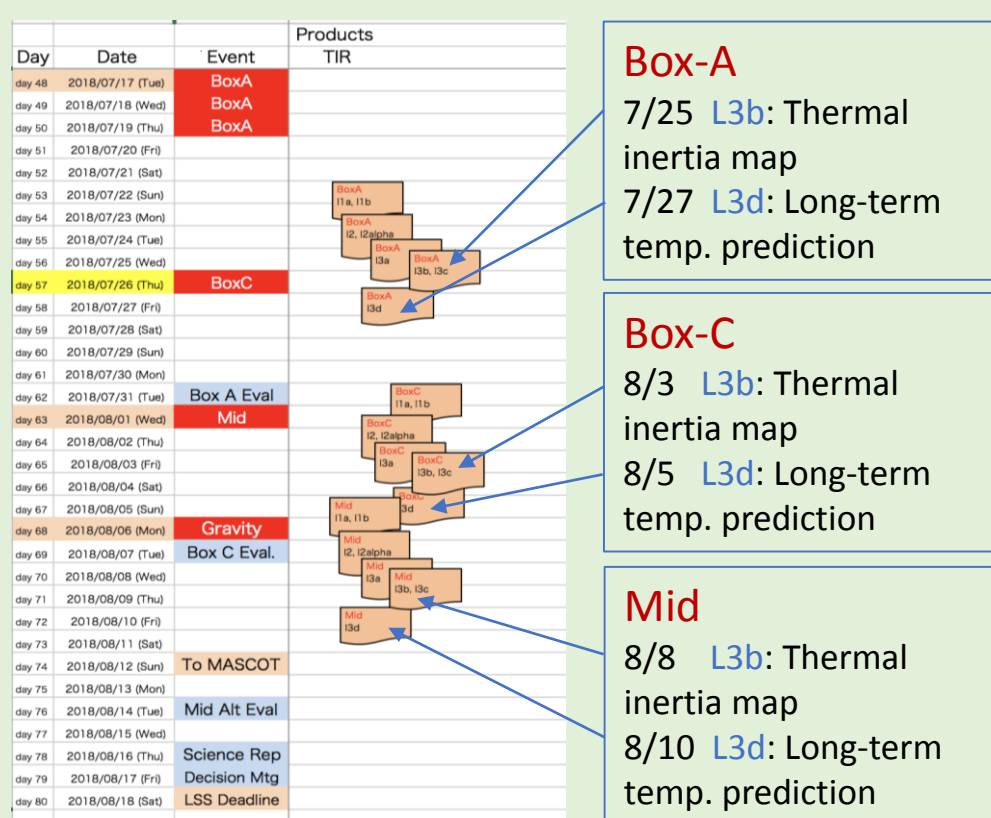 Products
Day Date Event TIR
day 48 2018/07/17 (Tue) BoxA
day 49 2018/07/18 (Wed) BoxA
day 50 2018/07/19 (Thu) BoxA
day 51 2018/07/20 (Fri)
day 52 2018/07/21 (Sat)
day 53 2018/07/22 (Sun)
day 54 2018/07/23 (Mon)
day 55 2018/07/24 (Tue)
day 56 2018/07/25 (Wed)
day 57 2018/07/26 (Thu) BoxC
day 58 2018/07/27 (Fri)
day 59 2018/07/28 (Sat)
day 60 2018/07/29 (Sun)
day 61 2018/07/30 (Mon)
day 62 2018/07/31 (Tue) Box A Eval
day 63 2018/08/01 (Wed) Mid
day 64 2018/08/02 (Thu)
day 65 2018/08/03 (Fri)
day 66 2018/08/04 (Sat)
day 67 2018/08/05 (Sun)
day 68 2018/08/06 (Mon) Gravity
day 69 2018/08/07 (Tue) Box C Eval.
day 70 2018/08/08 (Wed)
day 71 2018/08/09 (Thu)
day 72 2018/08/10 (Fri)
day 73 2018/08/11 (Sat)
day 74 2018/08/12 (Sun) To MASCOT
day 75 2018/08/13 (Mon)
day 76 2018/08/14 (Tue) Mid Alt Eval
day 77 2018/08/15 (Wed)
day 78 2018/08/16 (Thu) Science Rep
day 79 2018/08/17 (Fri) Decision Mtg
day 80 2018/08/18 (Sat) LSS Deadline
BoxA
l1a, l1b
BoxA
l2, l2alpha
BoxA
l3a
BoxA
l3b, l3c
BoxA
l3d
BoxC
l1a, l1b
BoxC
l2, l2alpha
BoxC
l3a
BoxC
l3b, l3c
BoxC
3d
Mid
l1a, l1b
Mid
l2, l2alpha
Mid
l3a
Mid
l3b, l3c
Mid
l3d
Box-A
7/25 L3b: Thermal
inertia map
7/27 L3d: Long-term
temp. prediction
Box-C
8/3 L3b: Thermal
inertia map
8/5 L3d: Long-term
temp. prediction
Mid
8/8 L3b: Thermal
inertia map
8/10 L3d: Long-term
temp. prediction